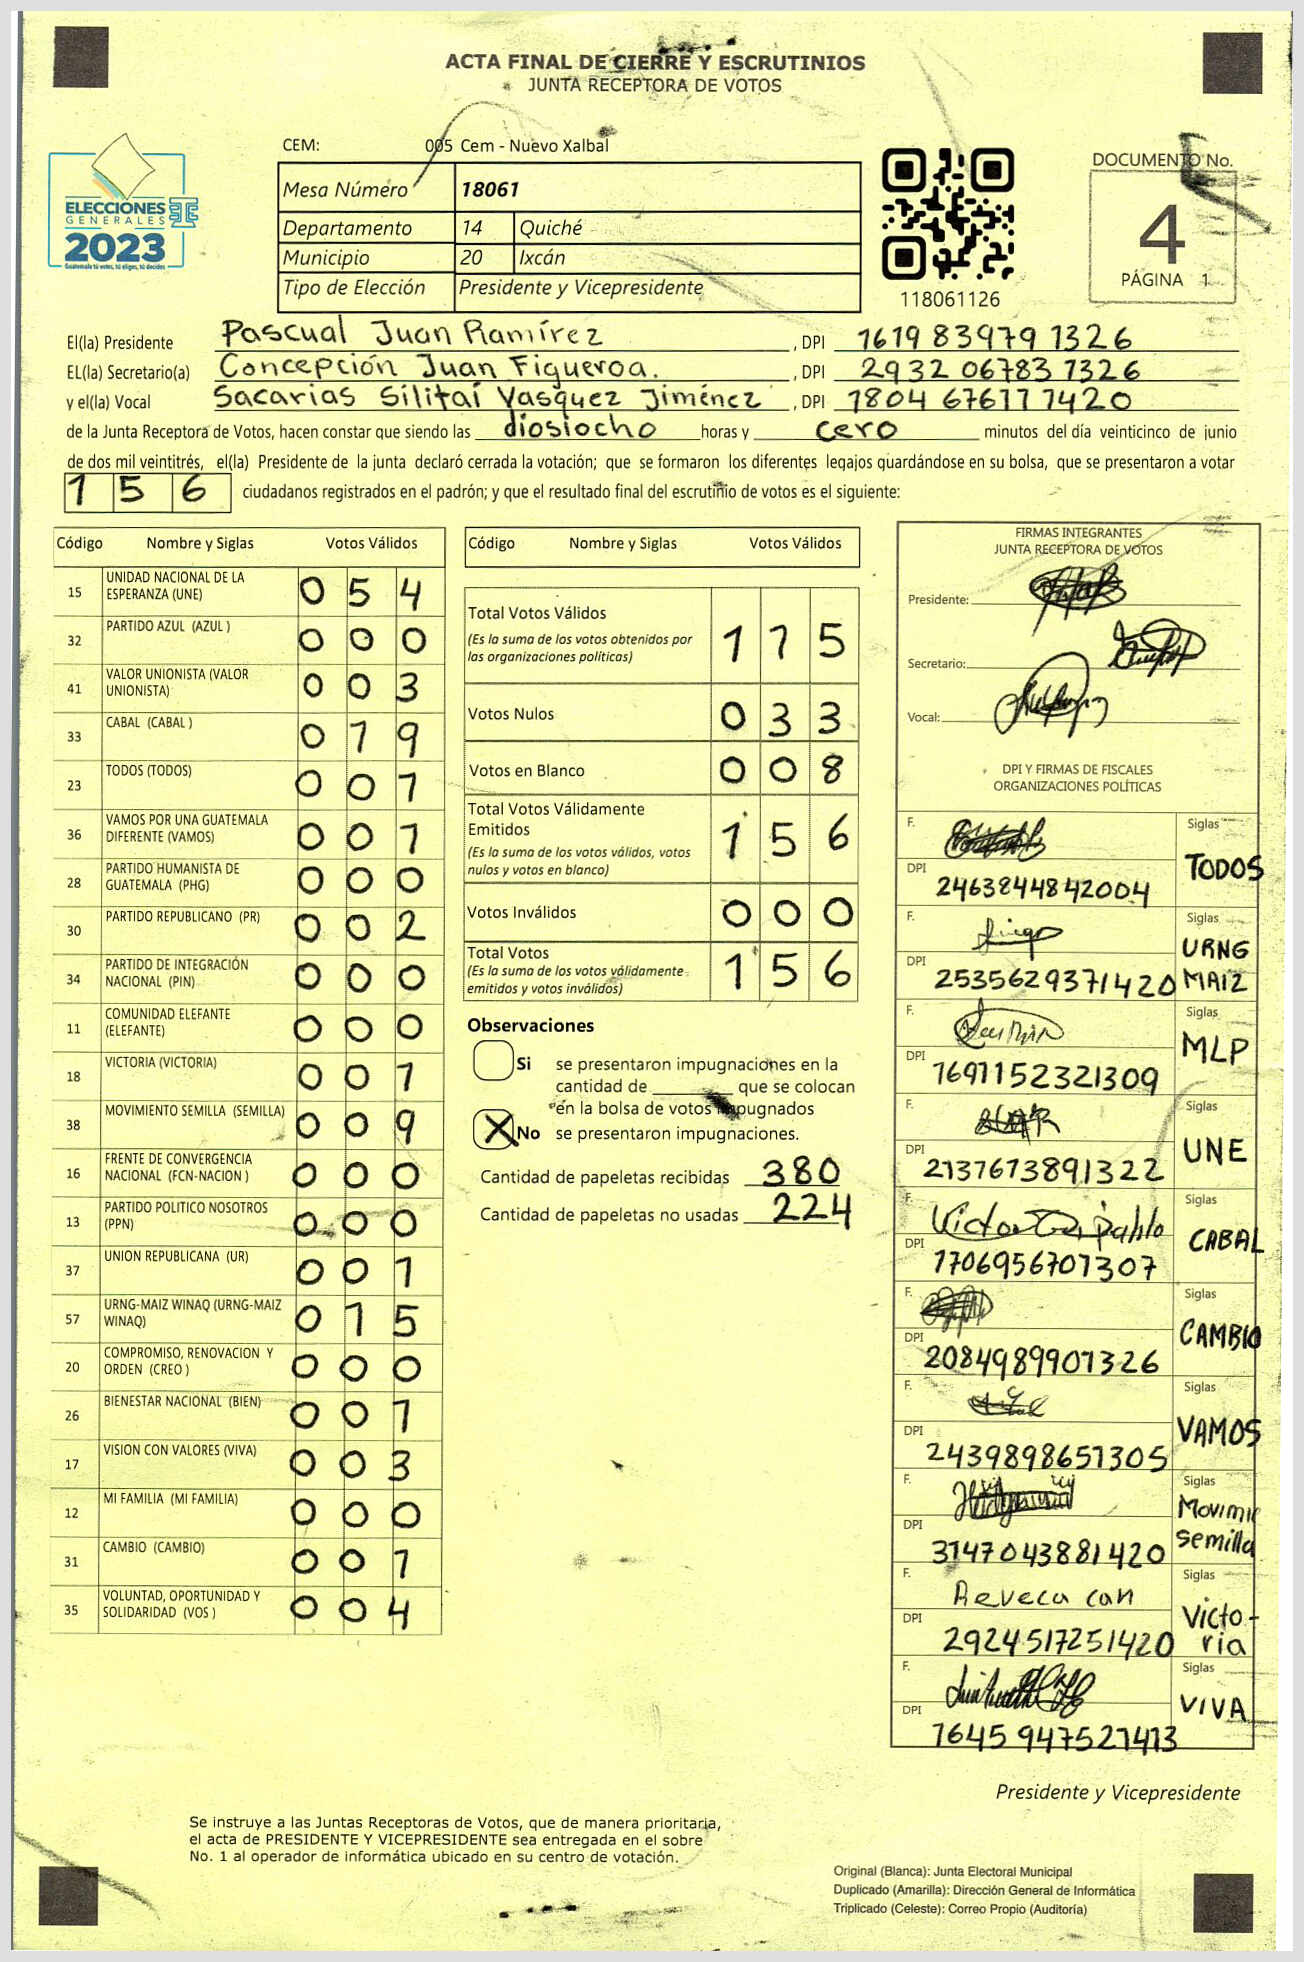 ACTA FINAL DE CIERRE Y ESCRUTINIOS
JUNTA RECEPTORA DE VOTOS
ELECCIONES
GENERALES
2023
Guatemala tú votas, tú eliges, tú decides
CEM: 005 Cem - Nuevo Xalbal
Mesa Número 18061
Departamento 14 Quiché
Municipio 20 Ixcán
Tipo de Elección Presidente y Vicepresidente
118061126
DOCUMENTO No.
4
PÁGINA 1
El(la) Presidente Pascual Juan Ramírez , DPI 1619 83979 1326
EL(la) Secretario(a) Concepción Juan Figueroa. , DPI 2932 06783 1326
y el(la) Vocal Sacarias Silitaí Vasquez Jiménez , DPI 1804 67617 1420
de la Junta Receptora de Votos, hacen constar que siendo las diosiocho horas y cero minutos del día veinticinco de junio
de dos mil veintitrés, el(la) Presidente de la junta declaró cerrada la votación; que se formaron los diferentes legajos guardándose en su bolsa, que se presentaron a votar
1 5 6 ciudadanos registrados en el padrón; y que el resultado final del escrutinio de votos es el siguiente:
Código Nombre y Siglas Votos Válidos
15 UNIDAD NACIONAL DE LA ESPERANZA (UNE) 0 5 4
32 PARTIDO AZUL (AZUL ) 0 0 0
41 VALOR UNIONISTA (VALOR UNIONISTA) 0 0 3
33 CABAL (CABAL ) 0 1 9
23 TODOS (TODOS) 0 0 1
36 VAMOS POR UNA GUATEMALA DIFERENTE (VAMOS) 0 0 1
28 PARTIDO HUMANISTA DE GUATEMALA (PHG) 0 0 0
30 PARTIDO REPUBLICANO (PR) 0 0 2
34 PARTIDO DE INTEGRACIÓN NACIONAL (PIN) 0 0 0
11 COMUNIDAD ELEFANTE (ELEFANTE) 0 0 0
18 VICTORIA (VICTORIA) 0 0 1
38 MOVIMIENTO SEMILLA (SEMILLA) 0 0 9
16 FRENTE DE CONVERGENCIA NACIONAL (FCN-NACION ) 0 0 0
13 PARTIDO POLITICO NOSOTROS (PPN) 0 0 0
37 UNION REPUBLICANA (UR) 0 0 1
57 URNG-MAIZ WINAQ (URNG-MAIZ WINAQ) 0 1 5
20 COMPROMISO, RENOVACION Y ORDEN (CREO ) 0 0 0
26 BIENESTAR NACIONAL (BIEN) 0 0 1
17 VISION CON VALORES (VIVA) 0 0 3
12 MI FAMILIA (MI FAMILIA) 0 0 0
31 CAMBIO (CAMBIO) 0 0 1
35 VOLUNTAD, OPORTUNIDAD Y SOLIDARIDAD (VOS ) 0 0 4
Código Nombre y Siglas Votos Válidos
Total Votos Válidos 1 1 5
(Es la suma de los votos obtenidos por
las organizaciones políticas)
Votos Nulos 0 3 3
Votos en Blanco 0 0 8
Total Votos Válidamente
Emitidos 1 5 6
(Es la suma de los votos válidos, votos
nulos y votos en blanco)
Votos Inválidos 0 0 0
Total Votos 1 5 6
(Es la suma de los votos válidamente
emitidos y votos inválidos)
Observaciones
Si se presentaron impugnaciones en la
cantidad de ________ que se colocan
en la bolsa de votos impugnados
X No se presentaron impugnaciones.
Cantidad de papeletas recibidas 380
Cantidad de papeletas no usadas 224
FIRMAS INTEGRANTES
JUNTA RECEPTORA DE VOTOS
Presidente:
Secretario:
Vocal:
DPI Y FIRMAS DE FISCALES
ORGANIZACIONES POLÍTICAS
F. Siglas TODOS
DPI 2463844842004
F. Siglas URNG
DPI 2535629371420 MAIZ
F. Siglas MLP
DPI 1691152321309
F. Siglas UNE
DPI 2137613891322
F. Victor Siglas CABAL
DPI 1706956701307
F. Siglas CAMBIO
DPI 2084989901326
F. Siglas VAMOS
DPI 2439898651305
F. Siglas Movimie
DPI 3147043881420 Semilla
F. Reveca can Siglas Victo-
DPI 2924517251420 ria
F. Siglas VIVA
DPI 1645947521413
Presidente y Vicepresidente
Se instruye a las Juntas Receptoras de Votos, que de manera prioritaria,
el acta de PRESIDENTE Y VICEPRESIDENTE sea entregada en el sobre
No. 1 al operador de informática ubicado en su centro de votación.
Original (Blanca): Junta Electoral Municipal
Duplicado (Amarilla): Dirección General de Informática
Triplicado (Celeste): Correo Propio (Auditoría)